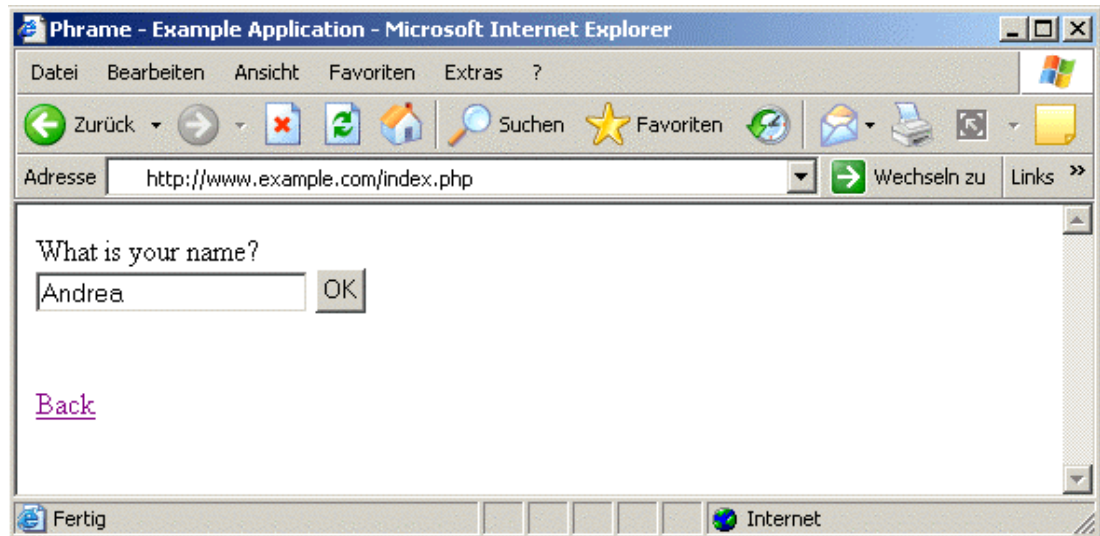 Phrame - Example Application - Microsoft Internet Explorer
Datei Bearbeiten Ansicht Favoriten Extras ?
Zurück Suchen Favoriten
Adresse http://www.example.com/index.php Wechseln zu Links »
What is your name?
Andrea OK
Back
Fertig Internet